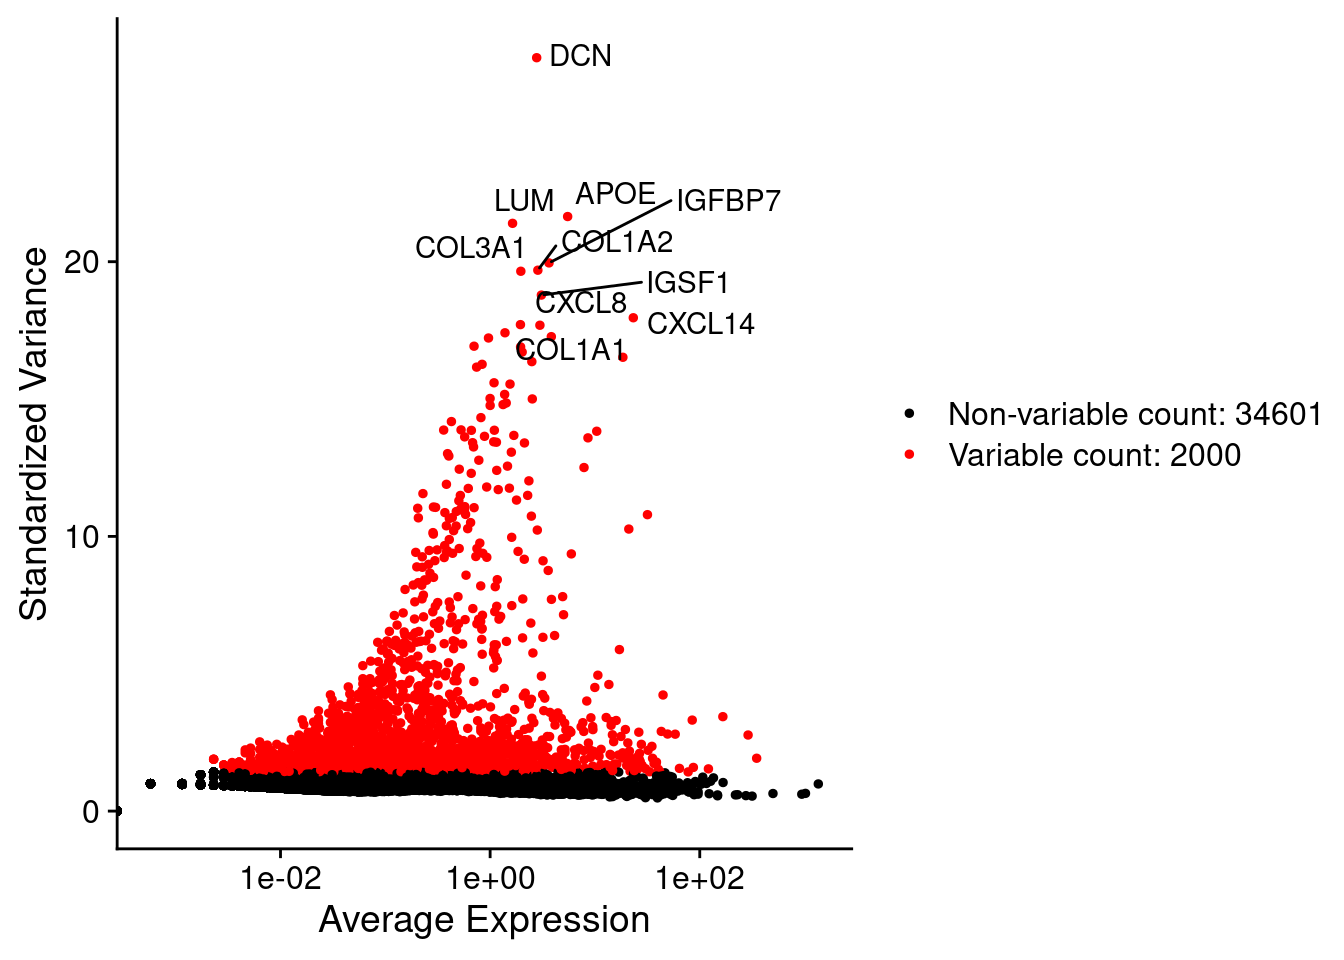 DCN
LUM
APOE
IGFBP7
COL3A1
COL1A2
IGSF1
CXCL8
CXCL14
COL1A1
20
10
0
Standardized Variance
1e-02
1e+00
1e+02
Average Expression
Non-variable count: 34601
Variable count: 2000